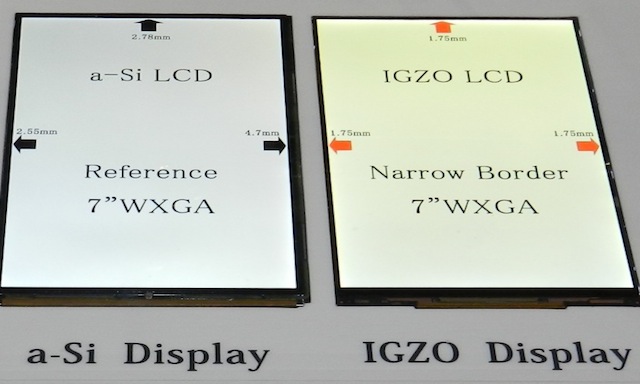 2.78mm
a-Si LCD
2.55mm
4.7mm
Reference
7”WXGA
1.75mm
IGZO LCD
1.75mm
1.75mm
Narrow Border
7”WXGA
a-Si Display
IGZO Display